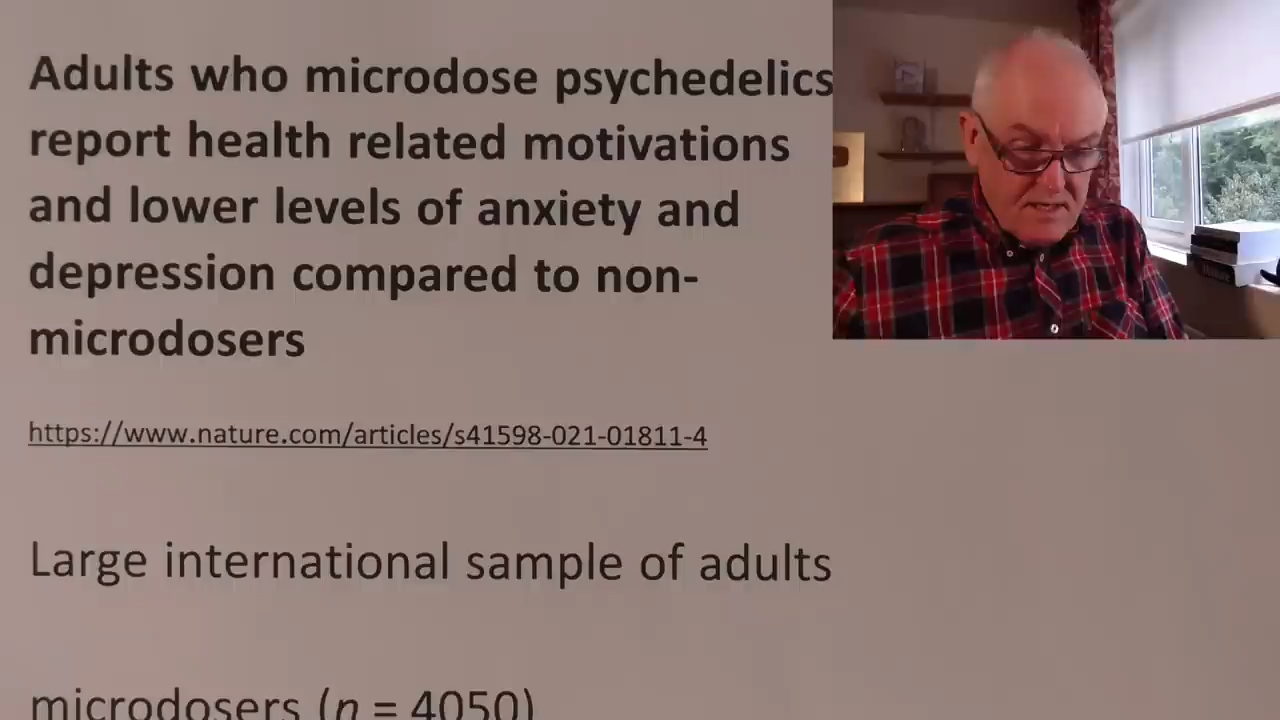 Adults who microdose psychedelics
report health related motivations
and lower levels of anxiety and
depression compared to non-
microdosers
https://www.nature.com/articles/s41598-021-01811-4
Large international sample of adults
microdosers (n = 4050)